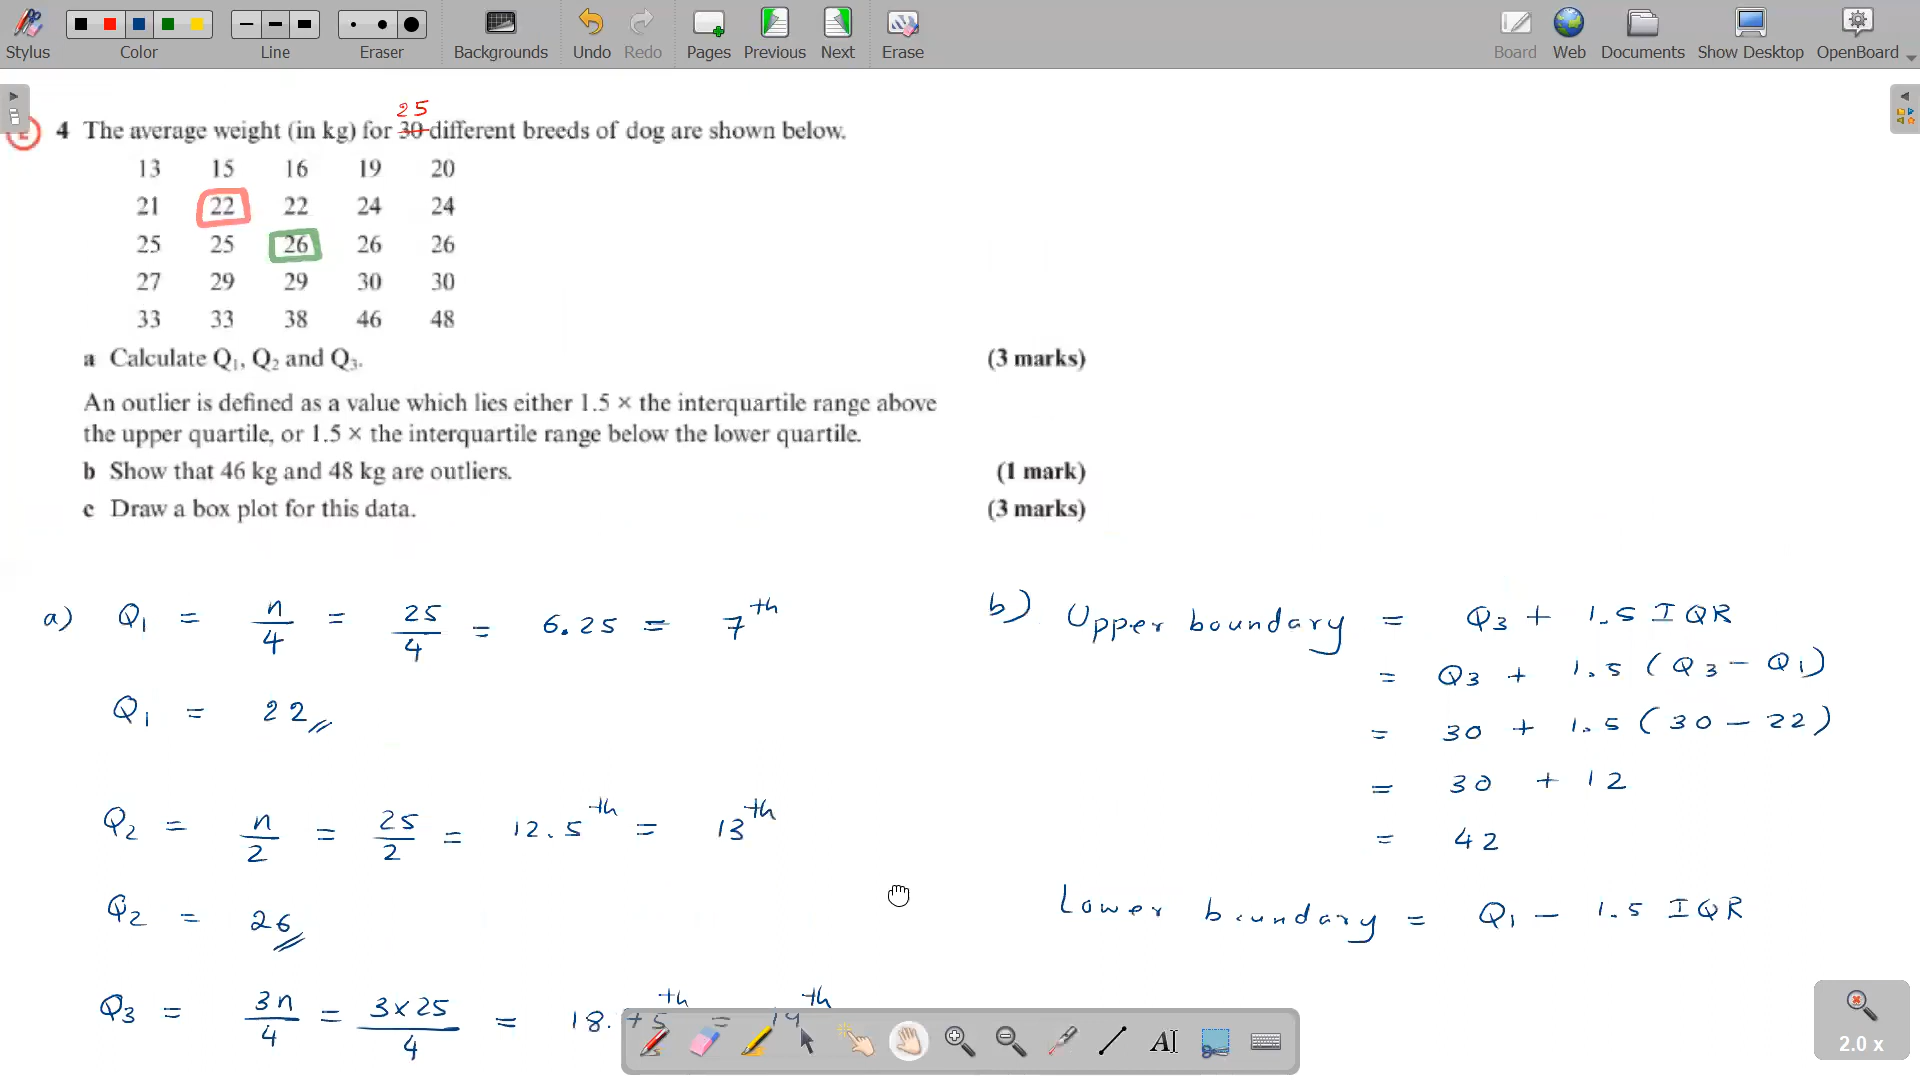 Stylus Color Line Eraser Backgrounds Undo Redo Pages Previous Next Erase Board Web Documents Show Desktop OpenBoard
25
E 4 The average weight (in kg) for 30 different breeds of dog are shown below.
13 15 16 19 20
21 22 22 24 24
25 25 26 26 26
27 29 29 30 30
33 33 38 46 48
a Calculate Q₁, Q₂ and Q₃. (3 marks)
An outlier is defined as a value which lies either 1.5 × the interquartile range above
the upper quartile, or 1.5 × the interquartile range below the lower quartile.
b Show that 46 kg and 48 kg are outliers. (1 mark)
c Draw a box plot for this data. (3 marks)
a) Q₁ = n/4 = 25/4 = 6.25 = 7th
Q₁ = 22
Q₂ = n/2 = 25/2 = 12.5th = 13th
Q₂ = 26
Q₃ = 3n/4 = 3×25/4 = 18.75th = 19th
b) Upper boundary = Q₃ + 1.5 IQR
= Q₃ + 1.5 (Q₃ − Q₁)
= 30 + 1.5 (30 − 22)
= 30 + 12
= 42
Lower boundary = Q₁ − 1.5 IQR
2.0 x